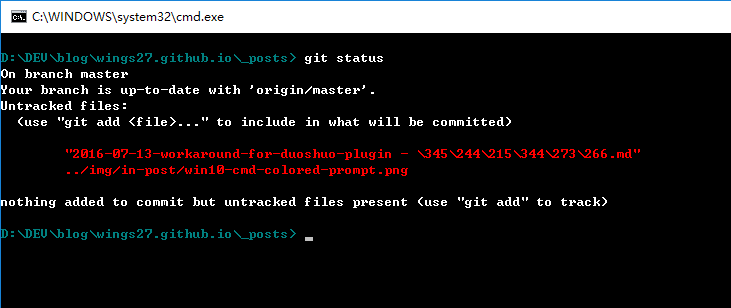 C:\WINDOWS\system32\cmd.exe
D:\DEV\blog\wings27.github.io\_posts> git status
On branch master
Your branch is up-to-date with 'origin/master'.
Untracked files:
(use "git add <file>..." to include in what will be committed)
"2016-07-13-workaround-for-duoshuo-plugin - \345\244\215\344\273\266.md"
../img/in-post/win10-cmd-colored-prompt.png
nothing added to commit but untracked files present (use "git add" to track)
D:\DEV\blog\wings27.github.io\_posts>